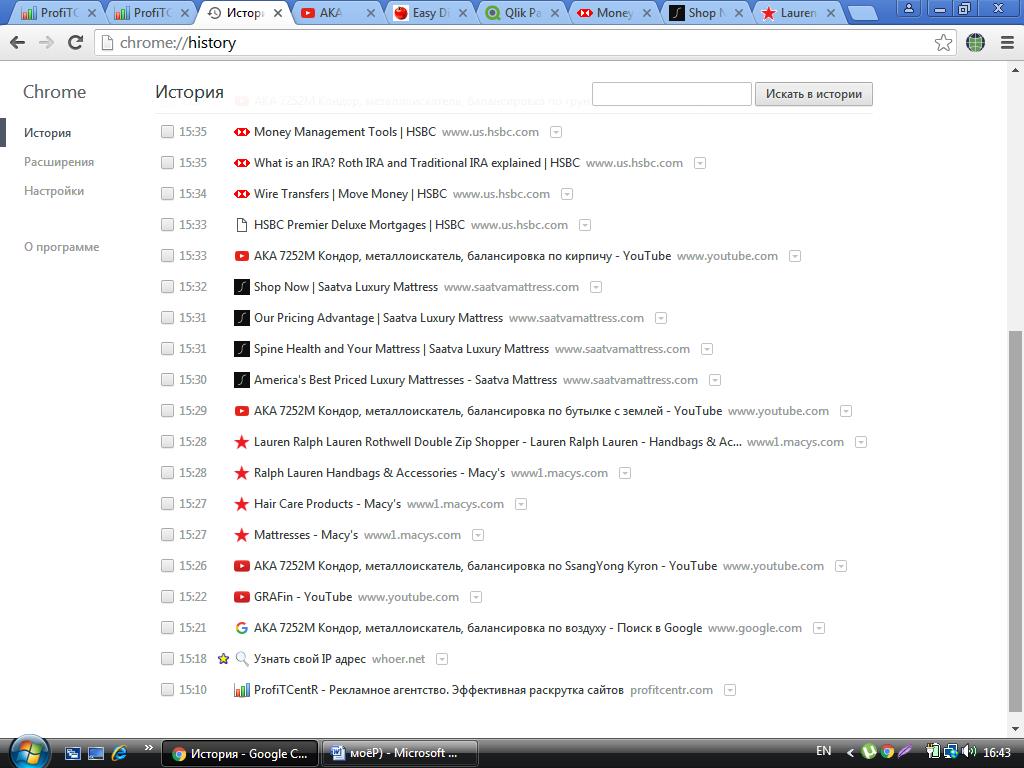 ProfiTC
ProfiTC
Истори
AKA
Easy Di
Qlik Pa
Money
Shop N
Lauren
chrome://history
Chrome
История
Искать в истории
История
Расширения
Настройки
О программе
AKA 7252M Кондор, металлоискатель, балансировка по грун
15:35 Money Management Tools | HSBC www.us.hsbc.com
15:35 What is an IRA? Roth IRA and Traditional IRA explained | HSBC www.us.hsbc.com
15:34 Wire Transfers | Move Money | HSBC www.us.hsbc.com
15:33 HSBC Premier Deluxe Mortgages | HSBC www.us.hsbc.com
15:33 AKA 7252M Кондор, металлоискатель, балансировка по кирпичу - YouTube www.youtube.com
15:32 Shop Now | Saatva Luxury Mattress www.saatvamattress.com
15:31 Our Pricing Advantage | Saatva Luxury Mattress www.saatvamattress.com
15:31 Spine Health and Your Mattress | Saatva Luxury Mattress www.saatvamattress.com
15:30 America's Best Priced Luxury Mattresses - Saatva Mattress www.saatvamattress.com
15:29 AKA 7252M Кондор, металлоискатель, балансировка по бутылке с землей - YouTube www.youtube.com
15:28 Lauren Ralph Lauren Rothwell Double Zip Shopper - Lauren Ralph Lauren - Handbags & Ac... www1.macys.com
15:28 Ralph Lauren Handbags & Accessories - Macy's www1.macys.com
15:27 Hair Care Products - Macy's www1.macys.com
15:27 Mattresses - Macy's www1.macys.com
15:26 AKA 7252M Кондор, металлоискатель, балансировка по SsangYong Kyron - YouTube www.youtube.com
15:22 GRAFin - YouTube www.youtube.com
15:21 AKA 7252M Кондор, металлоискатель, балансировка по воздуху - Поиск в Google www.google.com
15:18 Узнать свой IP адрес whoer.net
15:10 ProfiTCentR - Рекламное агентство. Эффективная раскрутка сайтов profitcentr.com
История - Google C...
моёР) - Microsoft ...
EN
16:43